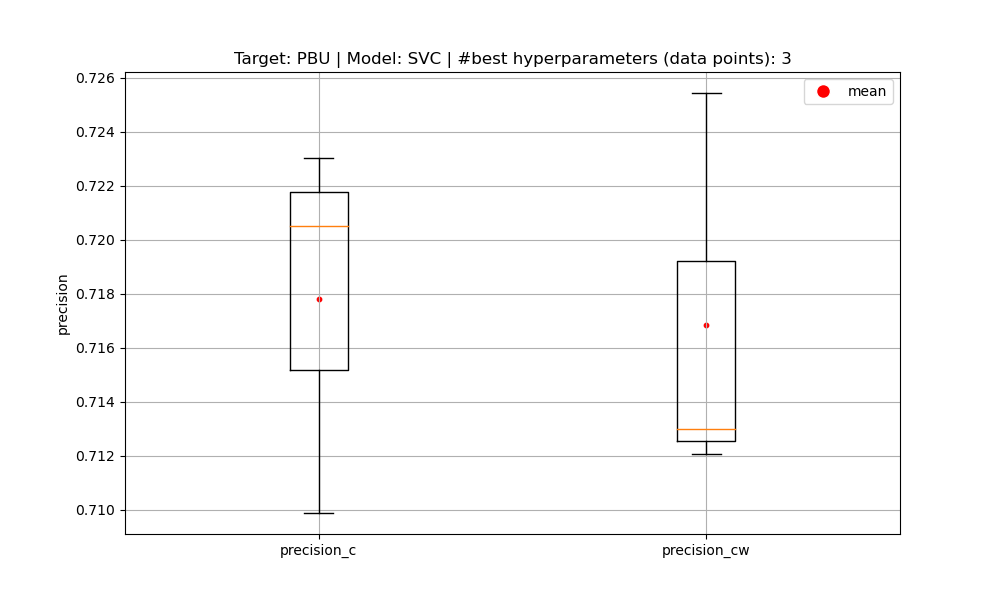 Target: PBU | Model: SVC | #best hyperparameters (data points): 3
0.726
mean
0.724
0.722
0.720
0.718
precision
0.716
0.714
0.712
0.710
precision_c
precision_cw